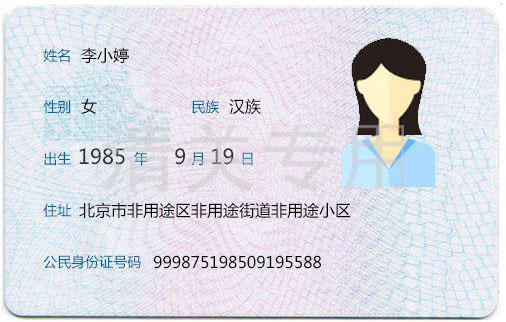 姓名 李小婷
性别 女 民族 汉族
出生 1985 年 9 月 19 日
清关专用
住址 北京市非用途区非用途街道非用途小区
公民身份证号码 999875198509195588